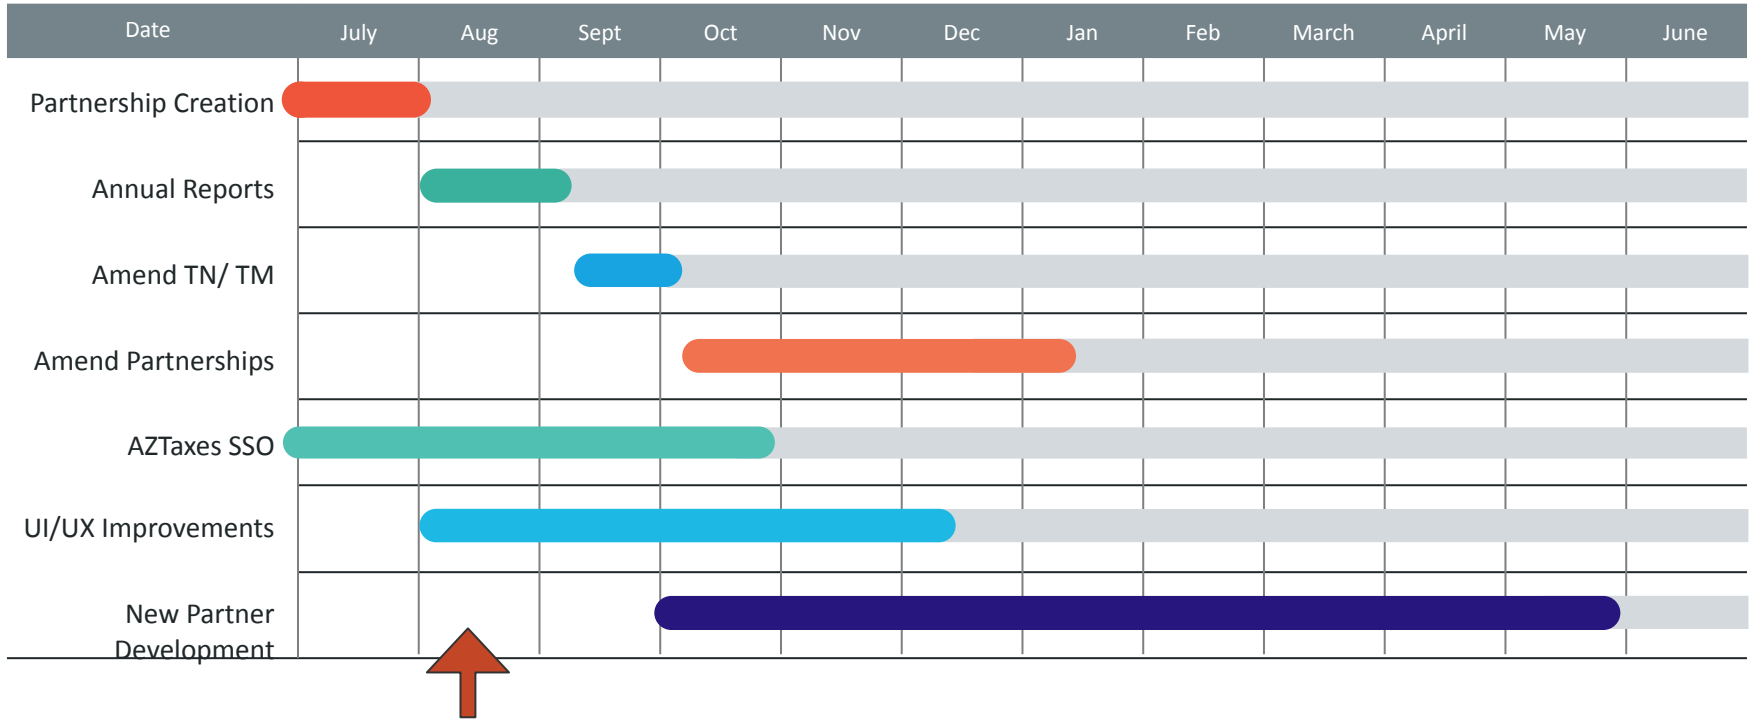 Date July Aug Sept Oct Nov Dec Jan Feb March April May June
Partnership Creation
Annual Reports
Amend TN/ TM
Amend Partnerships
AZTaxes SSO
UI/UX Improvements
New Partner
Development